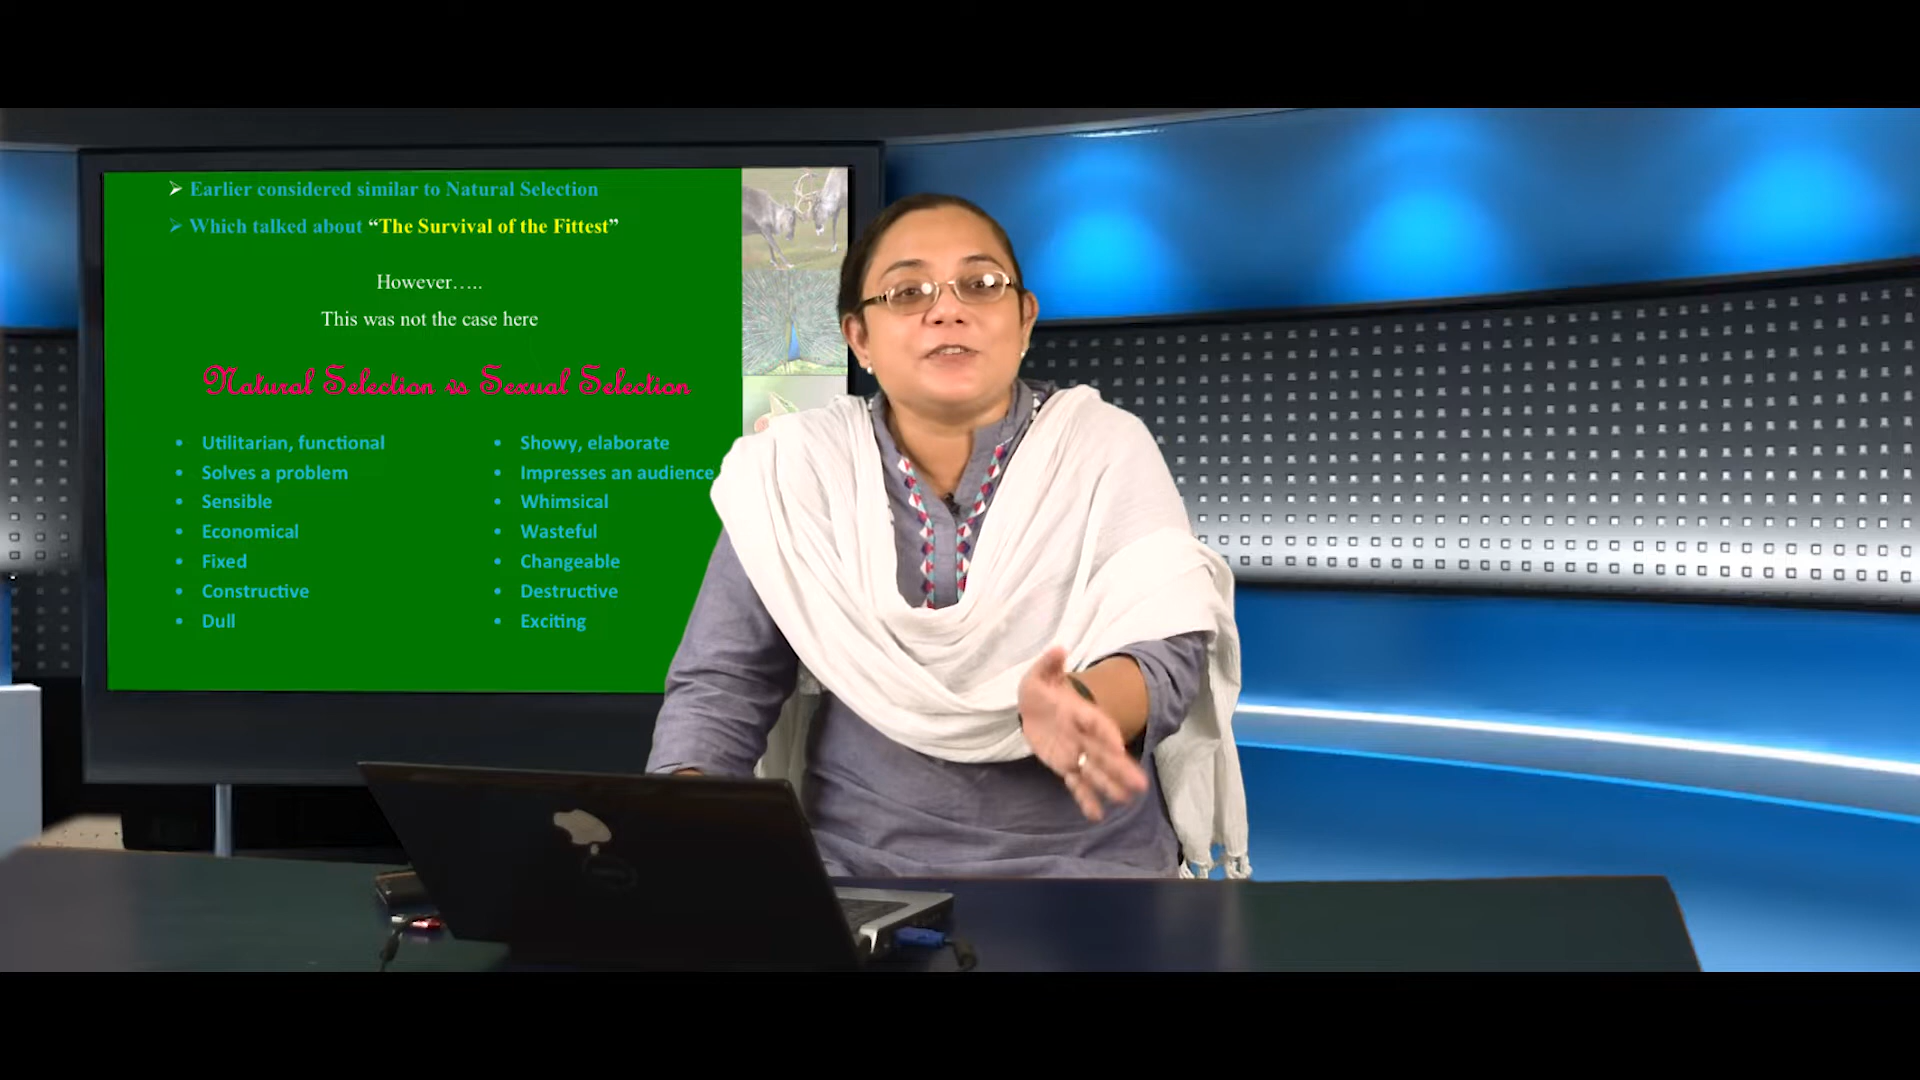 Earlier considered similar to Natural Selection
Which talked about “The Survival of the Fittest”
However…..
This was not the case here
Natural Selection vs Sexual Selection
• Utilitarian, functional
• Solves a problem
• Sensible
• Economical
• Fixed
• Constructive
• Dull
• Showy, elaborate
• Impresses an audience
• Whimsical
• Wasteful
• Changeable
• Destructive
• Exciting